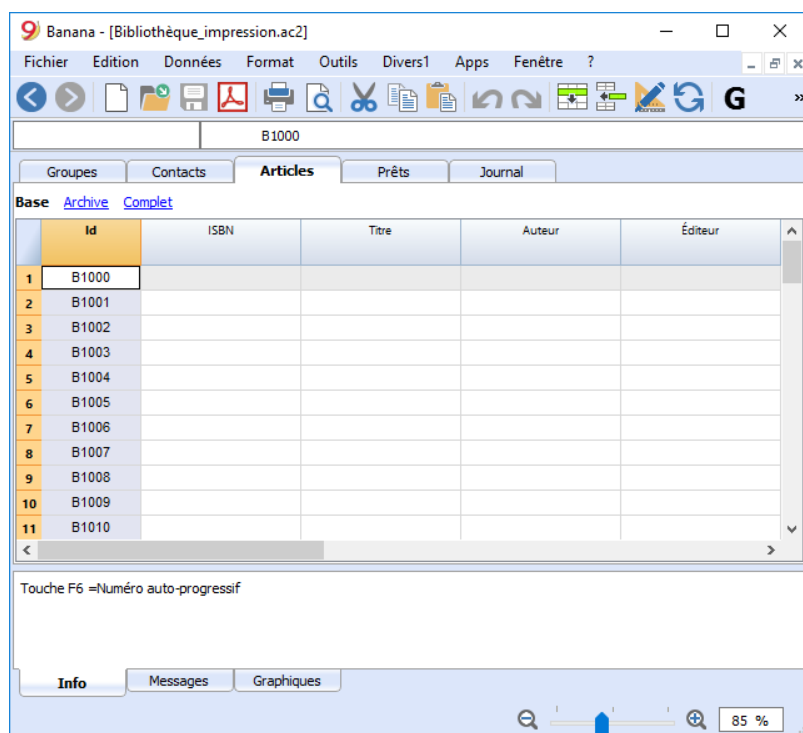 9 Banana - [Bibliothèque_impression.ac2]
Fichier Edition Données Format Outils Divers1 Apps Fenêtre ?
G »
B1000
Groupes Contacts Articles Prêts Journal
Base Archive Complet
Id ISBN Titre Auteur Éditeur
1 B1000
2 B1001
3 B1002
4 B1003
5 B1004
6 B1005
7 B1006
8 B1007
9 B1008
10 B1009
11 B1010
Touche F6 =Numéro auto-progressif
Info Messages Graphiques
85 %